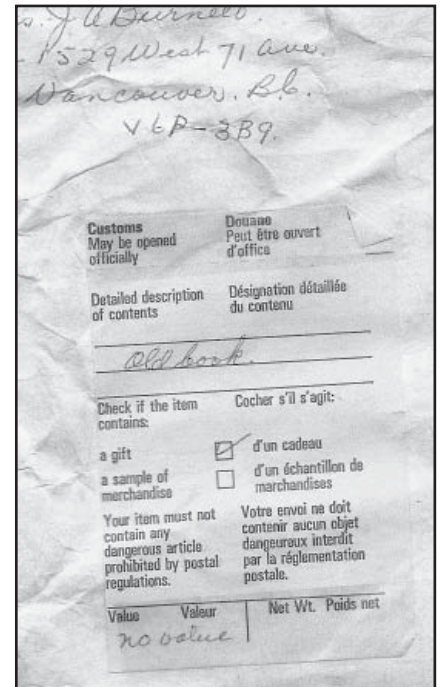 s. J A Burnett.
1529 West 71 Ave.
Vancouver. B.C.
V6P-3B9.
Customs Douane
May be opened Peut être ouvert
officially d'office
Detailed description Désignation détaillée
of contents du contenu
Old book.
Check if the item Cocher s'il s'agit:
contains:
a gift d'un cadeau
a sample of d'un échantillon de
merchandise marchandises
Your item must not Votre envoi ne doit
contain any contenir aucun objet
dangerous article dangeureux interdit
prohibited by postal par la réglementation
regulations. postale.
Value Valeur Net Wt. Poids net
no value